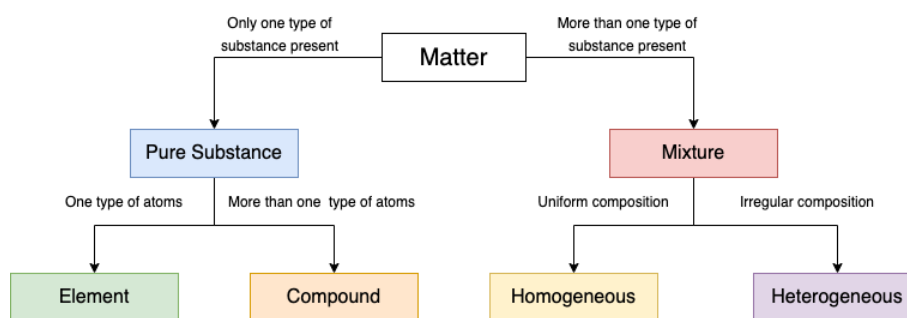 Only one type of
substance present
Matter
More than one type of
substance present
Pure Substance
Mixture
One type of atoms
More than one  type of atoms
Uniform composition
Irregular composition
Element
Compound
Homogeneous
Heterogeneous